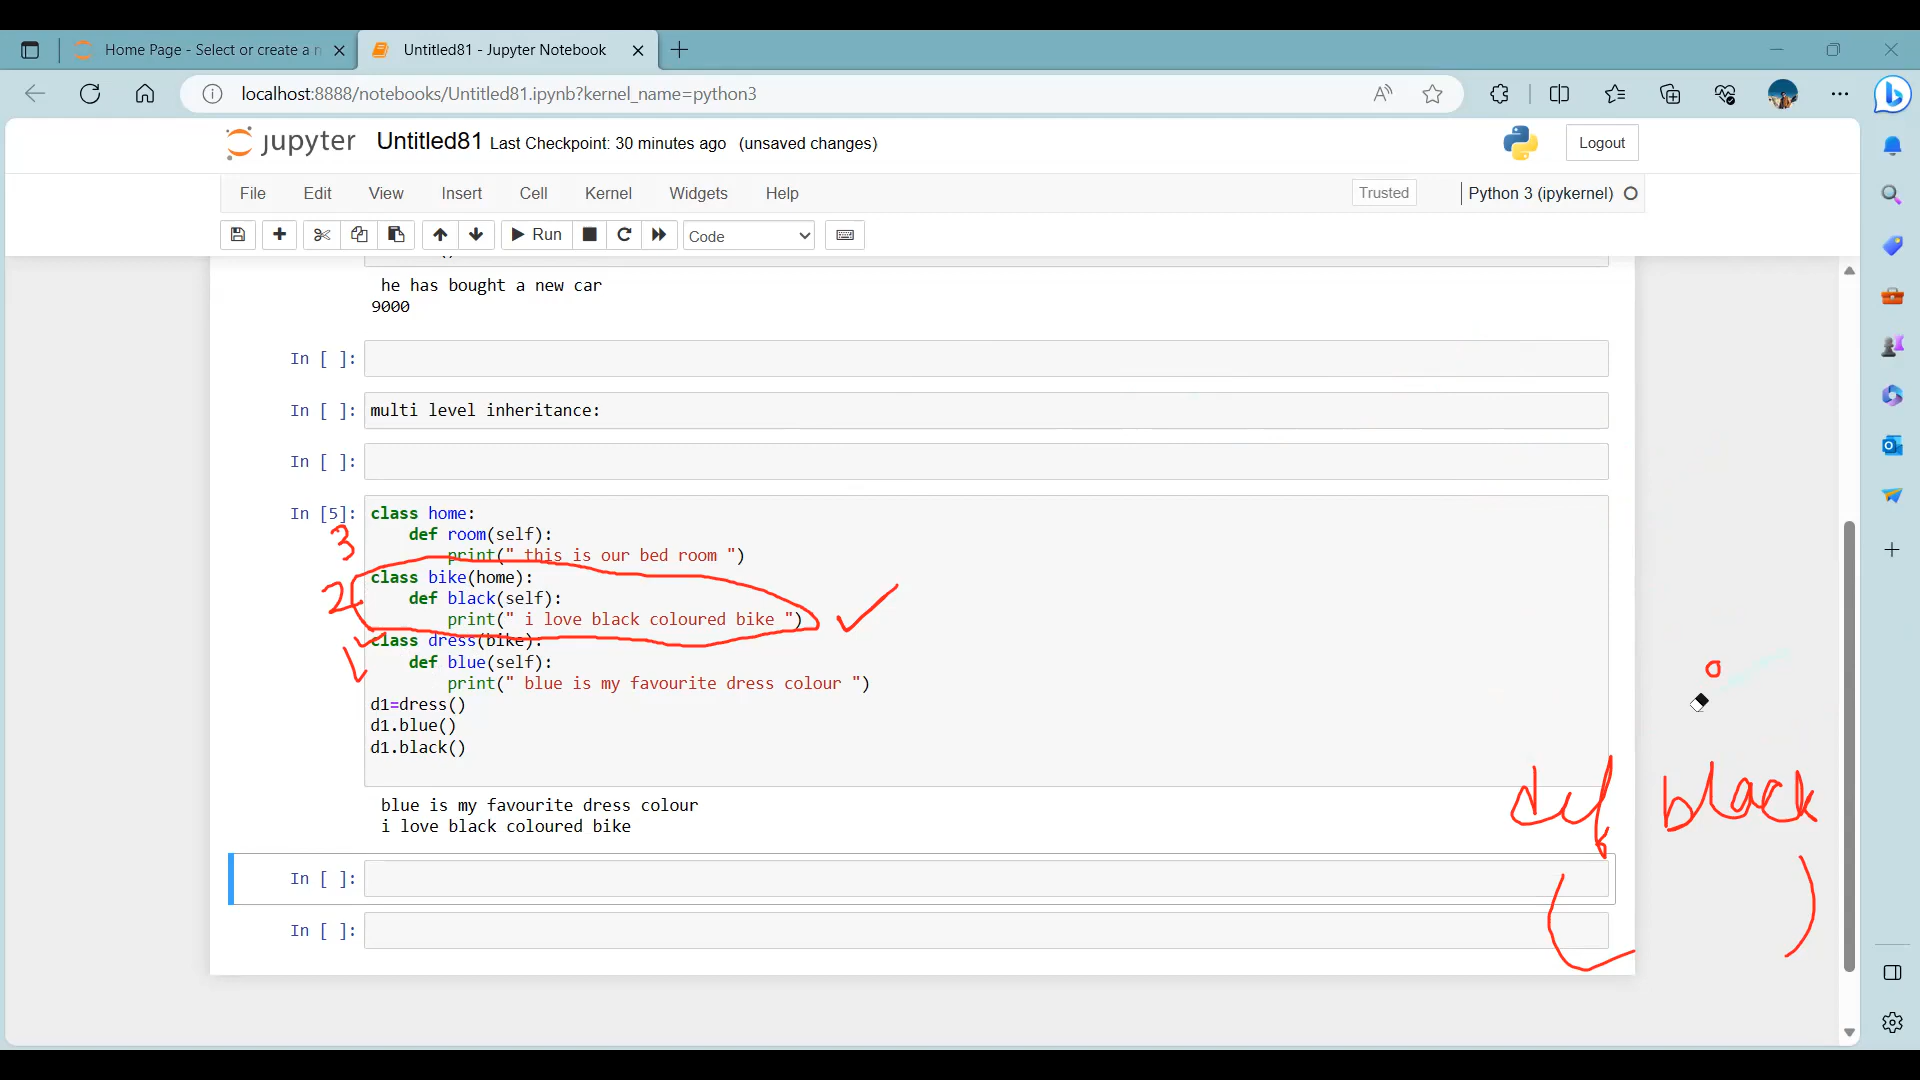 Home Page - Select or create a n
Untitled81 - Jupyter Notebook
localhost:8888/notebooks/Untitled81.ipynb?kernel_name=python3
jupyter Untitled81 Last Checkpoint: 30 minutes ago (unsaved changes)
Logout
File Edit View Insert Cell Kernel Widgets Help
Trusted
Python 3 (ipykernel)
Run
Code
he has bought a new car
9000
In [ ]:
In [ ]: multi level inheritance:
In [ ]:
In [5]: class home:
3
def room(self):
print(" this is our bed room ")
2
class bike(home):
def black(self):
print(" i love black coloured bike ")
class dress(bike):
def blue(self):
print(" blue is my favourite dress colour ")
d1=dress()
d1.blue()
d1.black()
def black
( )
blue is my favourite dress colour
i love black coloured bike
In [ ]:
In [ ]: